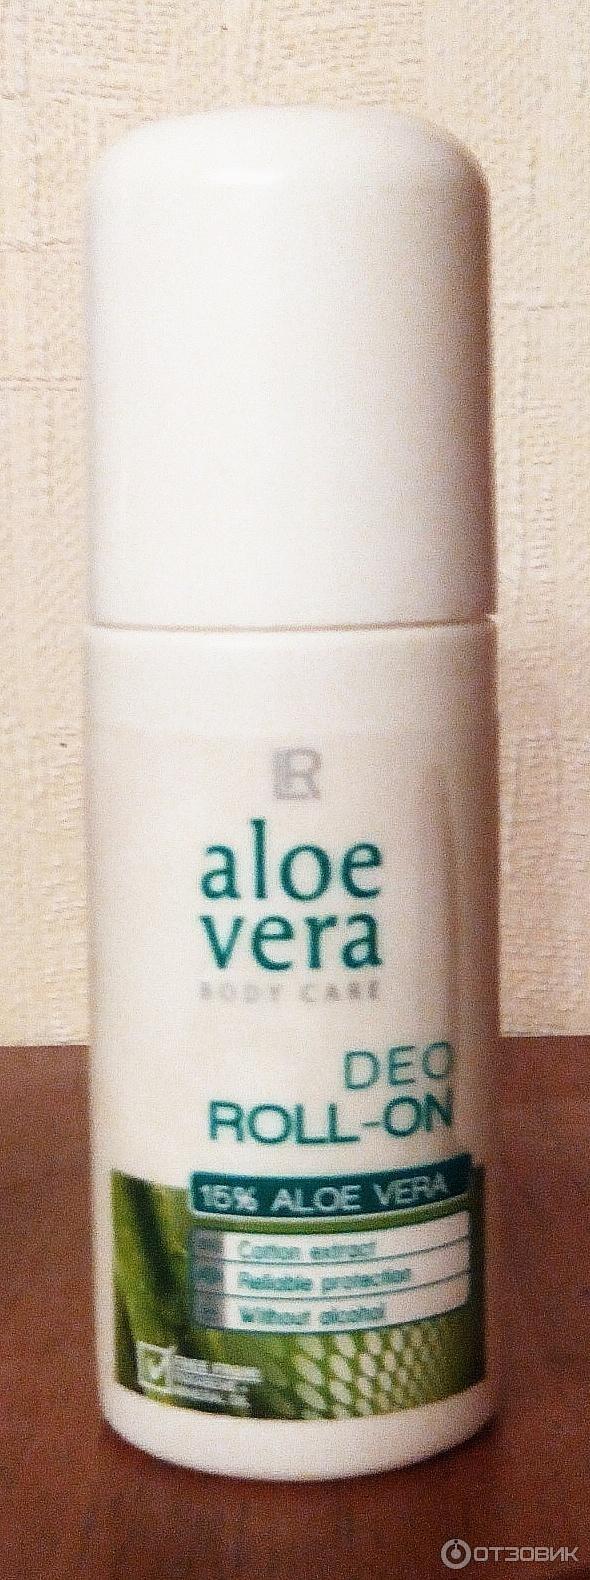 LR
aloe
vera
BODY CARE
DEO
ROLL-ON
15% ALOE VERA
Cotton extract
Reliable protection
Without alcohol
ОТЗОВИК